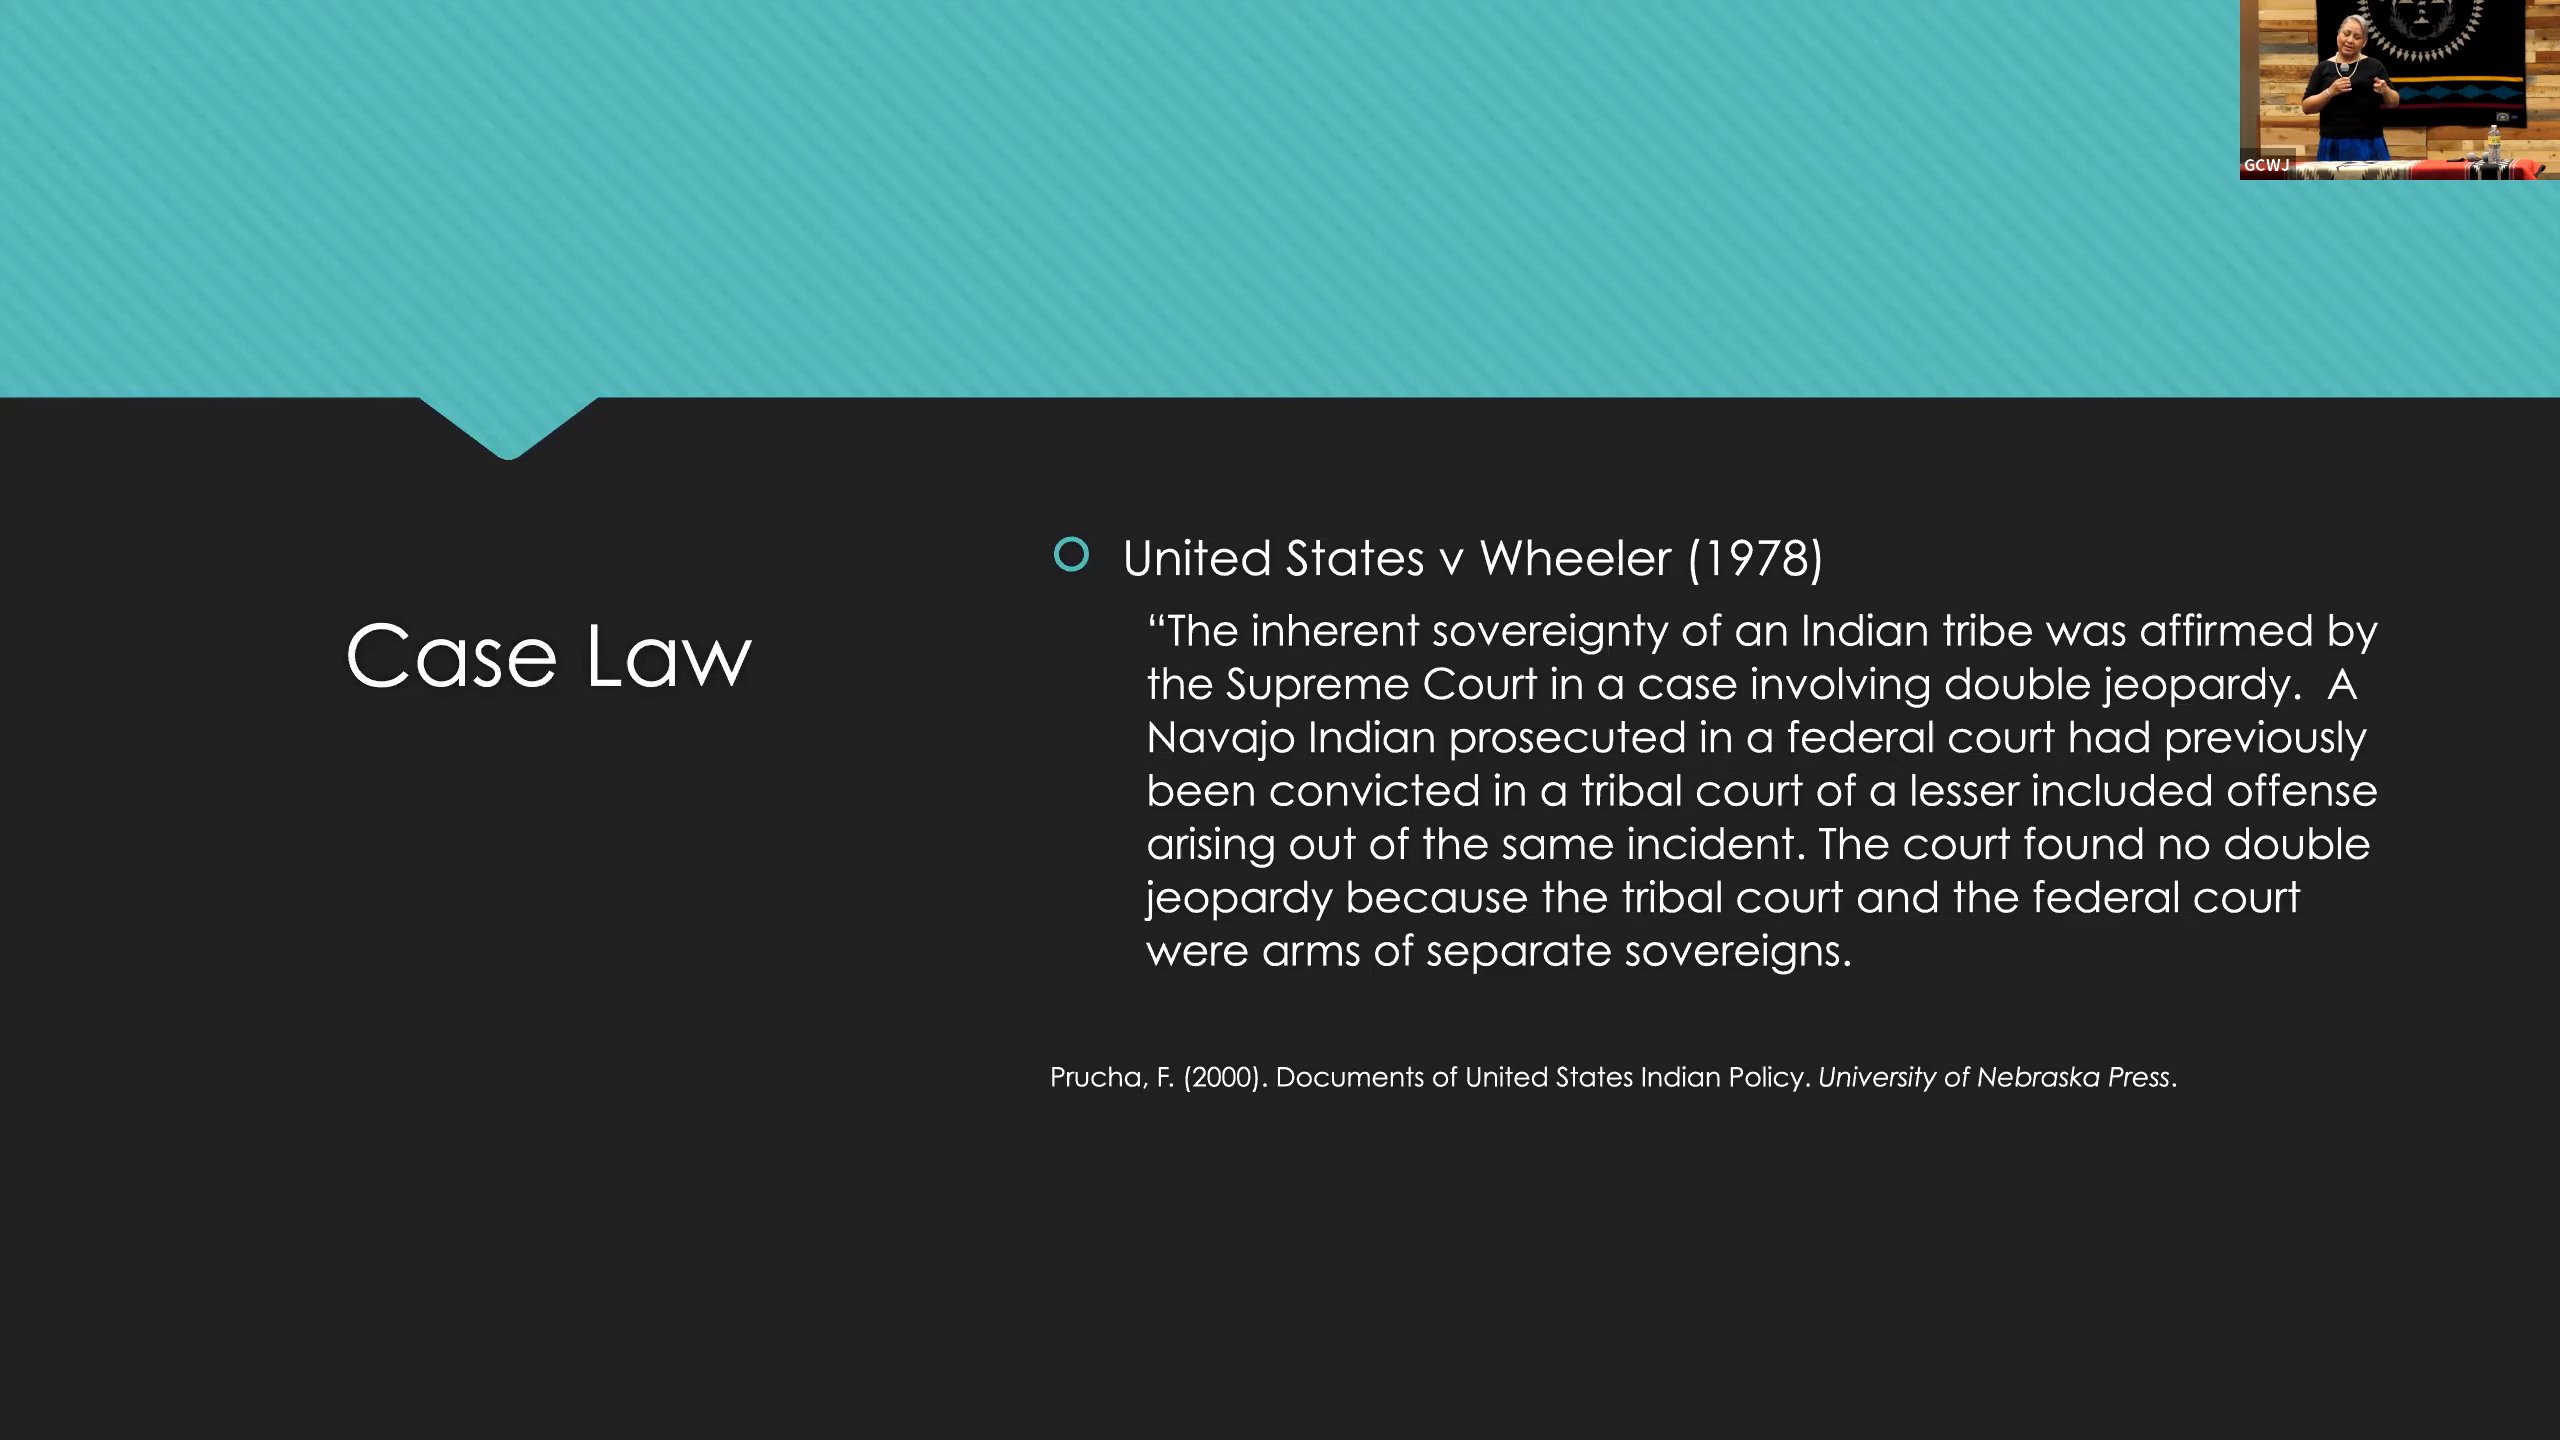 GCWJ
Case Law
United States v Wheeler (1978)
“The inherent sovereignty of an Indian tribe was affirmed by
the Supreme Court in a case involving double jeopardy.  A
Navajo Indian prosecuted in a federal court had previously
been convicted in a tribal court of a lesser included offense
arising out of the same incident. The court found no double
jeopardy because the tribal court and the federal court
were arms of separate sovereigns.
Prucha, F. (2000). Documents of United States Indian Policy. University of Nebraska Press.